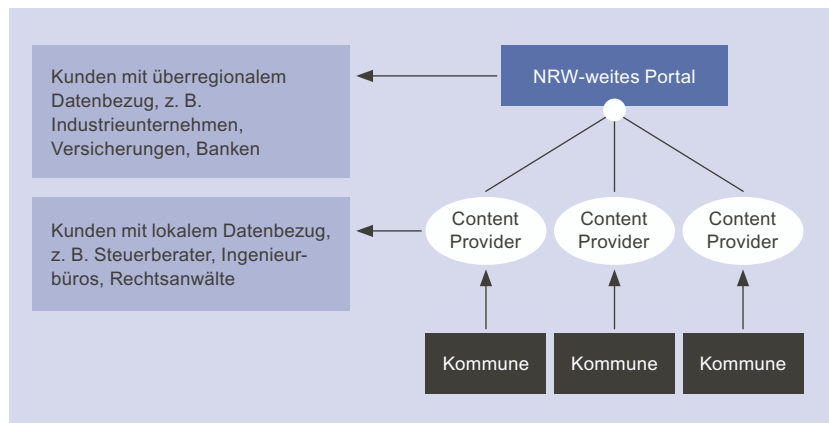 Kunden mit überregionalem
Datenbezug, z. B.
Industrieunternehmen,
Versicherungen, Banken
NRW-weites Portal
Kunden mit lokalem Datenbezug,
z. B. Steuerberater, Ingenieur-
büros, Rechtsanwälte
Content
Provider
Content
Provider
Content
Provider
Kommune
Kommune
Kommune